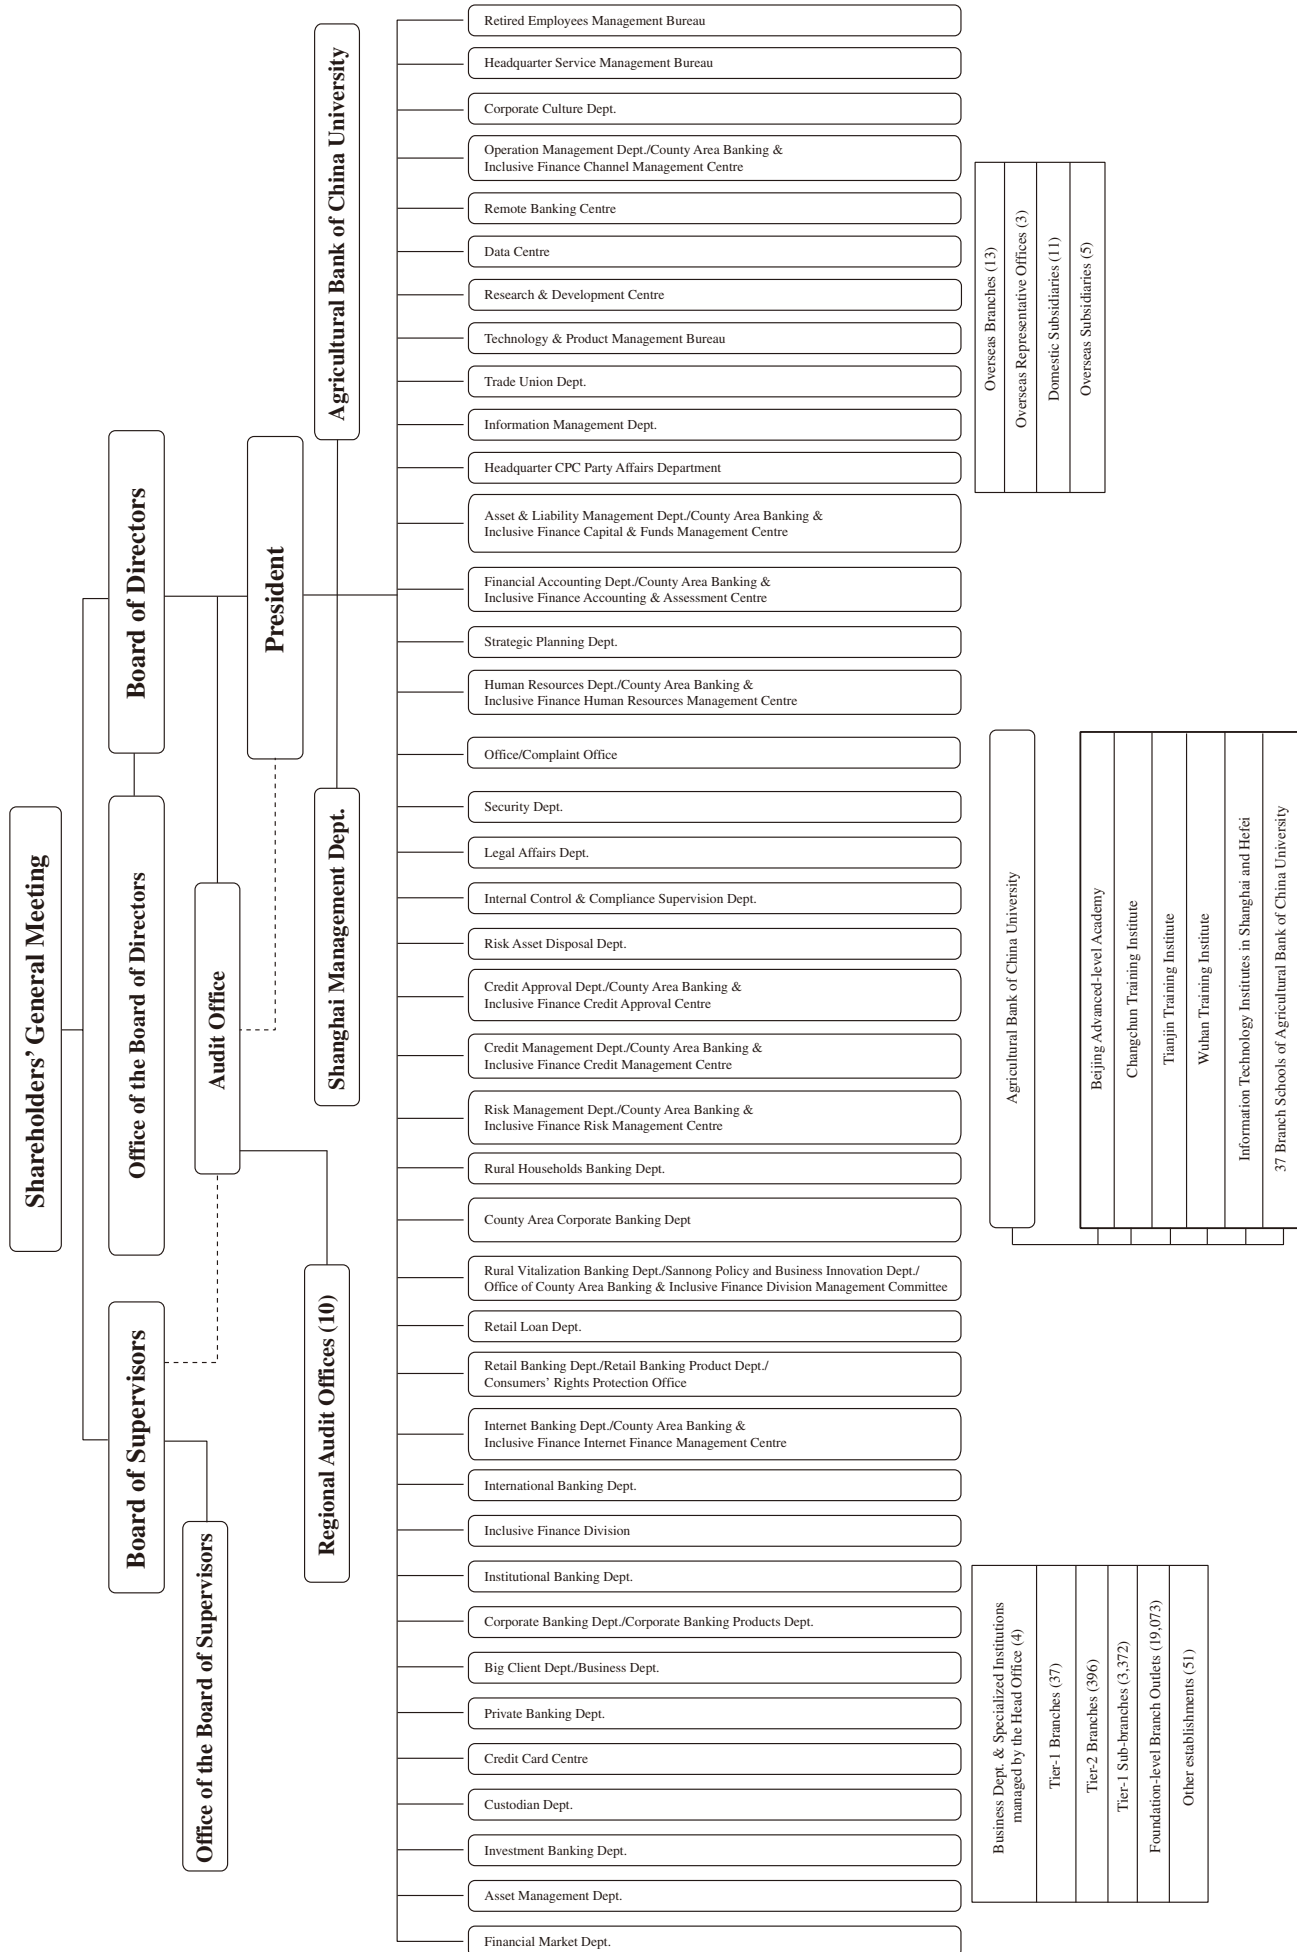 Shareholders’ General Meeting
Board of Directors
Office of the Board of Directors
Board of Supervisors
Office of the Board of Supervisors
Audit Office
President
Regional Audit Offices (10)
Shanghai Management Dept.
Agricultural Bank of China University
Retired Employees Management Bureau
Headquarter Service Management Bureau
Corporate Culture Dept.
Operation Management Dept./County Area Banking &
Inclusive Finance Channel Management Centre
Remote Banking Centre
Data Centre
Research & Development Centre
Technology & Product Management Bureau
Trade Union Dept.
Information Management Dept.
Headquarter CPC Party Affairs Department
Asset & Liability Management Dept./County Area Banking &
Inclusive Finance Capital & Funds Management Centre
Financial Accounting Dept./County Area Banking &
Inclusive Finance Accounting & Assessment Centre
Strategic Planning Dept.
Human Resources Dept./County Area Banking &
Inclusive Finance Human Resources Management Centre
Office/Complaint Office
Security Dept.
Legal Affairs Dept.
Internal Control & Compliance Supervision Dept.
Risk Asset Disposal Dept.
Credit Approval Dept./County Area Banking &
Inclusive Finance Credit Approval Centre
Credit Management Dept./County Area Banking &
Inclusive Finance Credit Management Centre
Risk Management Dept./County Area Banking &
Inclusive Finance Risk Management Centre
Rural Households Banking Dept.
County Area Corporate Banking Dept
Rural Vitalization Banking Dept./Sannong Policy and Business Innovation Dept./
Office of County Area Banking & Inclusive Finance Division Management Committee
Retail Loan Dept.
Retail Banking Dept./Retail Banking Product Dept./
Consumers’ Rights Protection Office
Internet Banking Dept./County Area Banking &
Inclusive Finance Internet Finance Management Centre
International Banking Dept.
Inclusive Finance Division
Institutional Banking Dept.
Corporate Banking Dept./Corporate Banking Products Dept.
Big Client Dept./Business Dept.
Private Banking Dept.
Credit Card Centre
Custodian Dept.
Investment Banking Dept.
Asset Management Dept.
Financial Market Dept.
Overseas Branches (13)
Overseas Representative Offices (3)
Domestic Subsidiaries (11)
Overseas Subsidiaries (5)
Agricultural Bank of China University
Beijing Advanced-level Academy
Changchun Training Institute
Tianjin Training Institute
Wuhan Training Institute
Information Technology Institutes in Shanghai and Hefei
37 Branch Schools of Agricultural Bank of China University
Business Dept. & Specialized Institutions
managed by the Head Office (4)
Tier-1 Branches (37)
Tier-2 Branches (396)
Tier-1 Sub-branches (3,372)
Foundation-level Branch Outlets (19,073)
Other establishments (51)